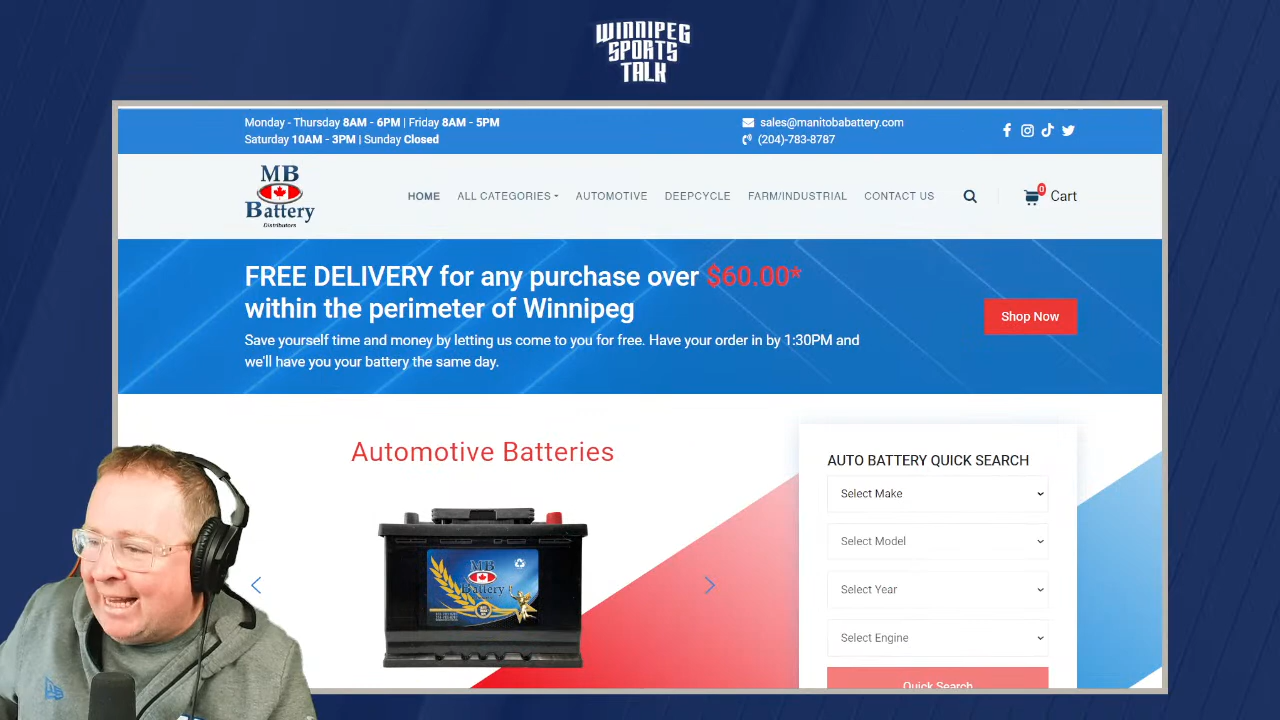 WINNIPEG
SPORTS
TALK
Monday - Thursday 8AM - 6PM | Friday 8AM - 5PM
Saturday 10AM - 3PM | Sunday Closed
sales@manitobabattery.com
(204)-783-8787
MB
Battery
Distributors
HOME
ALL CATEGORIES
AUTOMOTIVE
DEEPCYCLE
FARM/INDUSTRIAL
CONTACT US
0
Cart
FREE DELIVERY for any purchase over $60.00*
within the perimeter of Winnipeg
Save yourself time and money by letting us come to you for free. Have your order in by 1:30PM and
we'll have you your battery the same day.
Shop Now
Automotive Batteries
MB
Battery
AUTO BATTERY QUICK SEARCH
Select Make
Select Model
Select Year
Select Engine
Quick Search